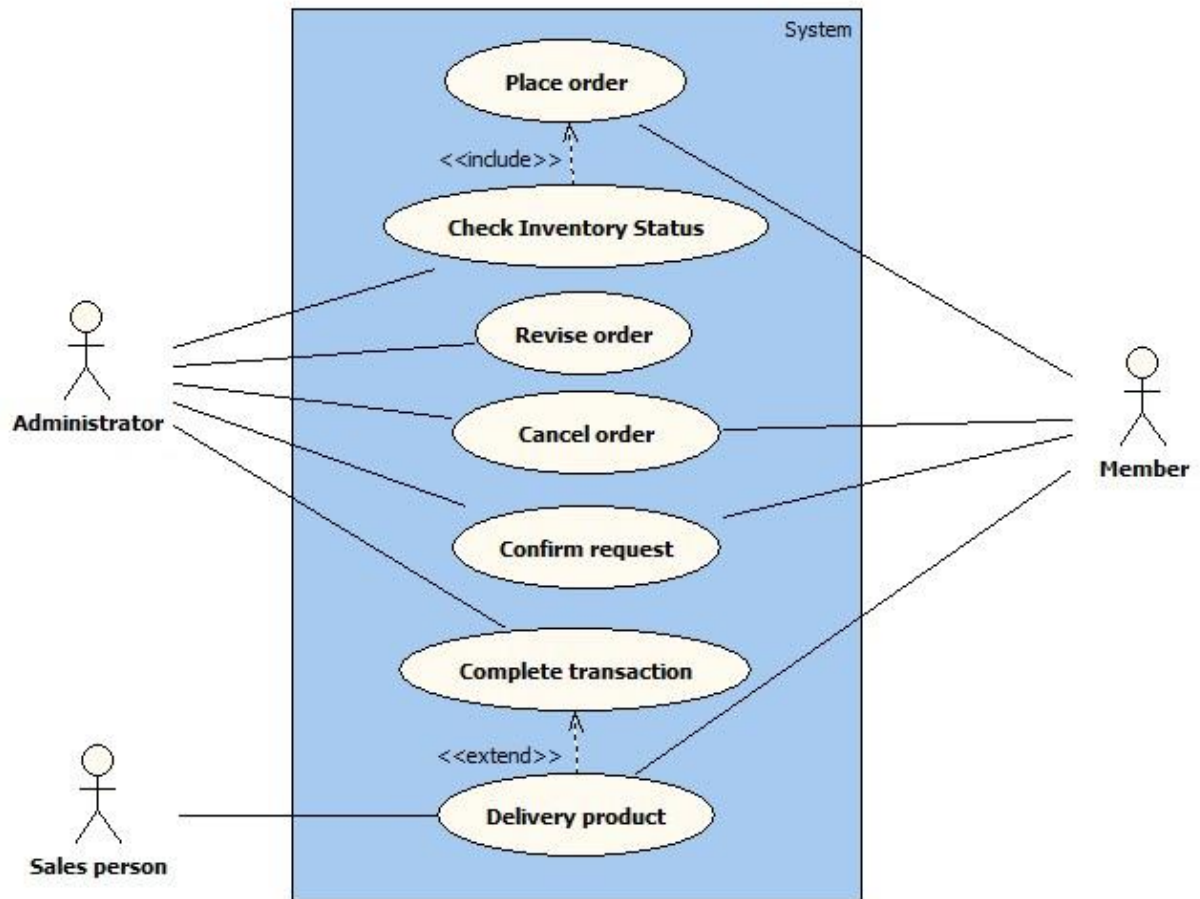 System
Place order
<<include>>
Check Inventory Status
Revise order
Administrator
Cancel order
Member
Confirm request
Complete transaction
<<extend>>
Delivery product
Sales person